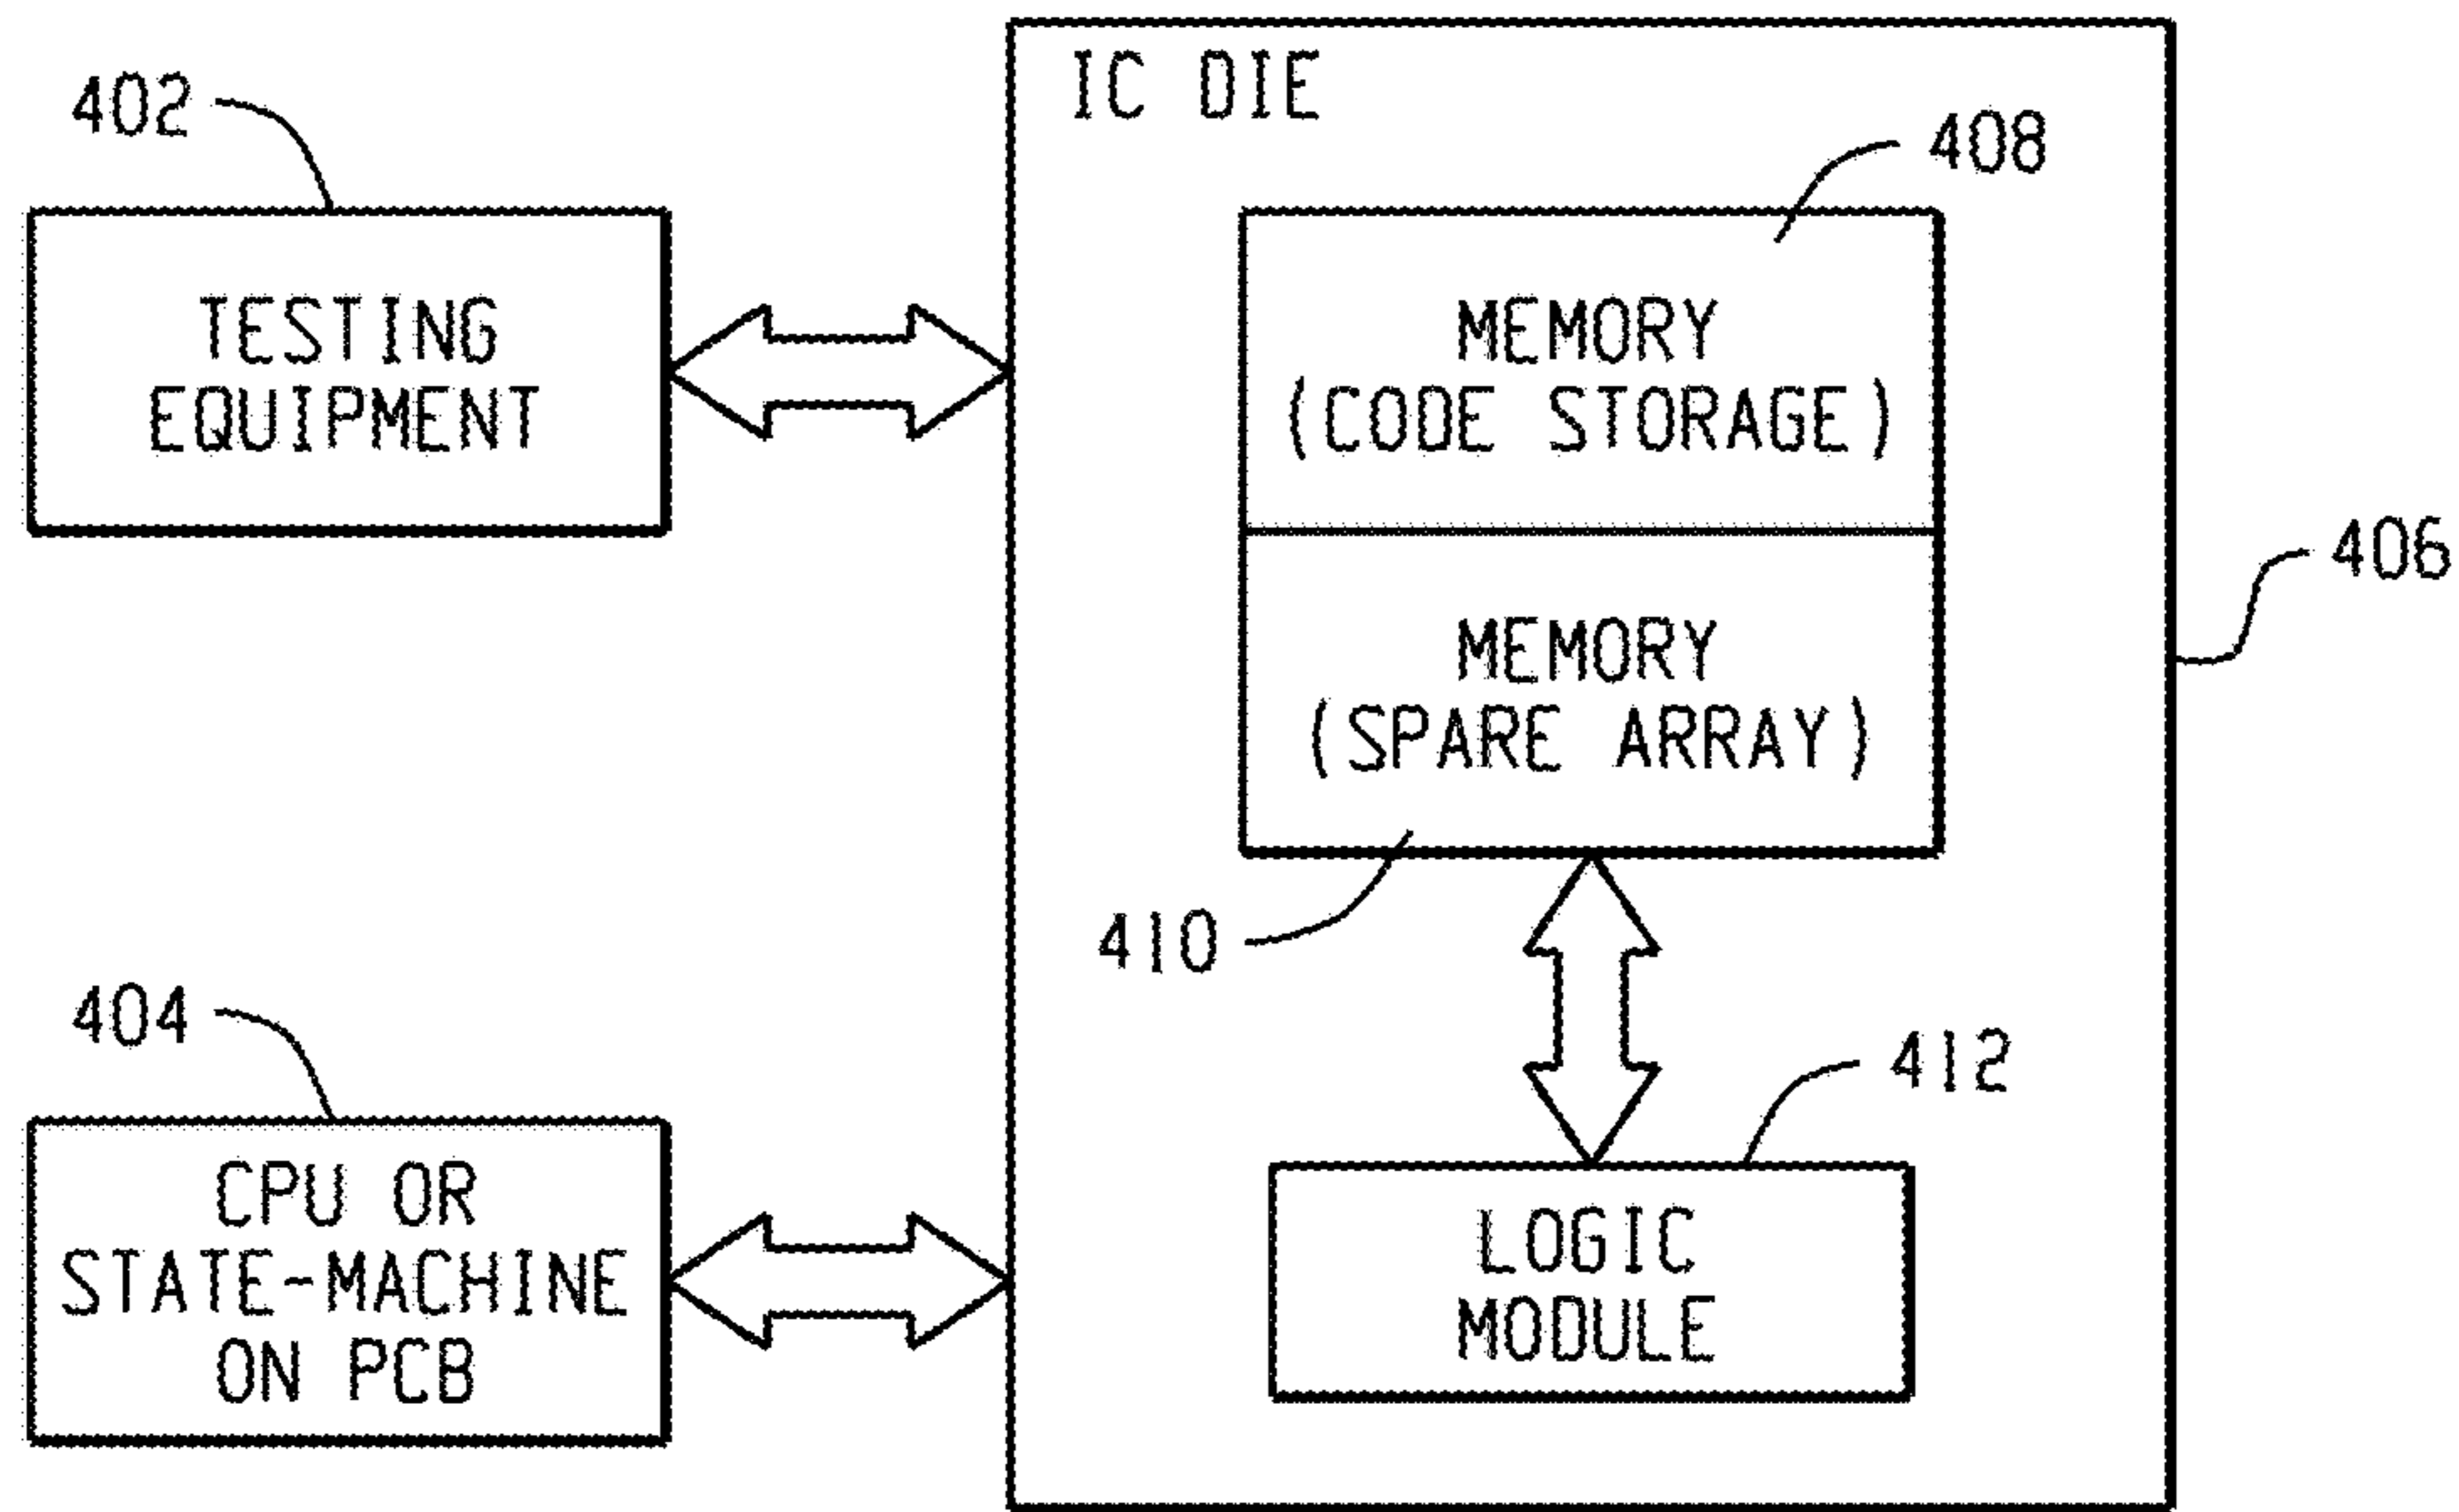 IC DIE
402
408
TESTING
EQUIPMENT
MEMORY
(CODE STORAGE)
406
MEMORY
(SPARE ARRAY)
410
404
412
CPU OR
STATE-MACHINE
ON PCB
LOGIC
MODULE